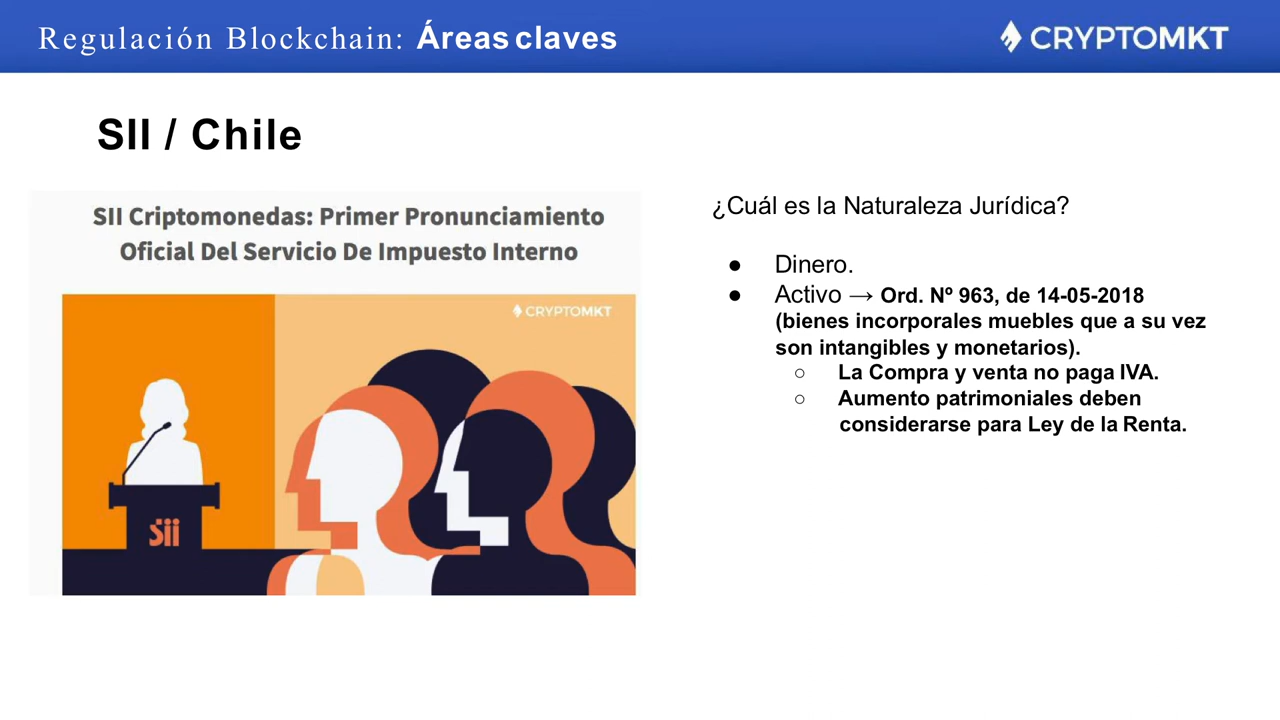 Regulación Blockchain: Áreas claves
CRYPTOMKT
SII / Chile
SII Criptomonedas: Primer Pronunciamiento
Oficial Del Servicio De Impuesto Interno
CRYPTOMKT
sii
¿Cuál es la Naturaleza Jurídica?
● Dinero.
● Activo → Ord. Nº 963, de 14-05-2018
(bienes incorporales muebles que a su vez
son intangibles y monetarios).
○ La Compra y venta no paga IVA.
○ Aumento patrimoniales deben
considerarse para Ley de la Renta.